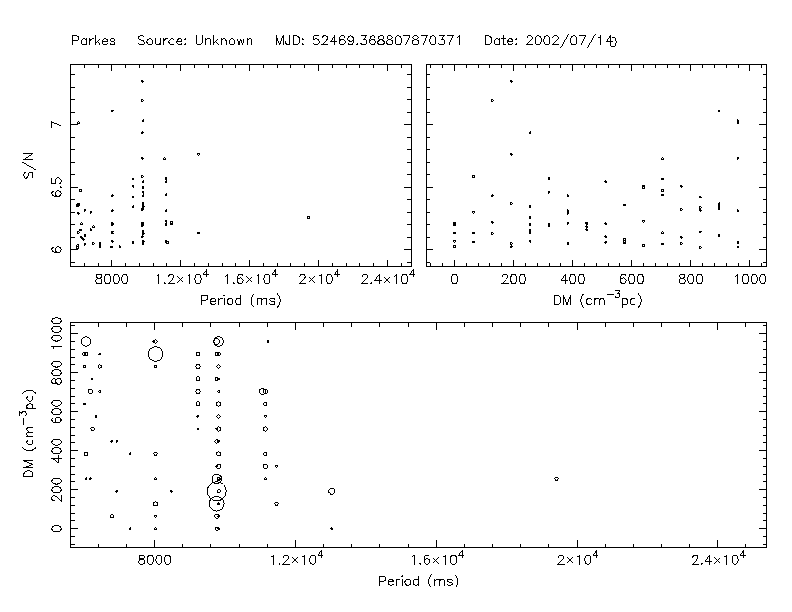 Parkes Source: Unknown MJD: 52469.368807870371 Date: 2002/07/14
S/N
7
6.5
6
8000 1.2×10⁴ 1.6×10⁴ 2×10⁴ 2.4×10⁴
Period (ms)
0 200 400 600 800 1000
DM (cm⁻³pc)
DM (cm⁻³pc)
1000
800
600
400
200
0
8000 1.2×10⁴ 1.6×10⁴ 2×10⁴ 2.4×10⁴
Period (ms)